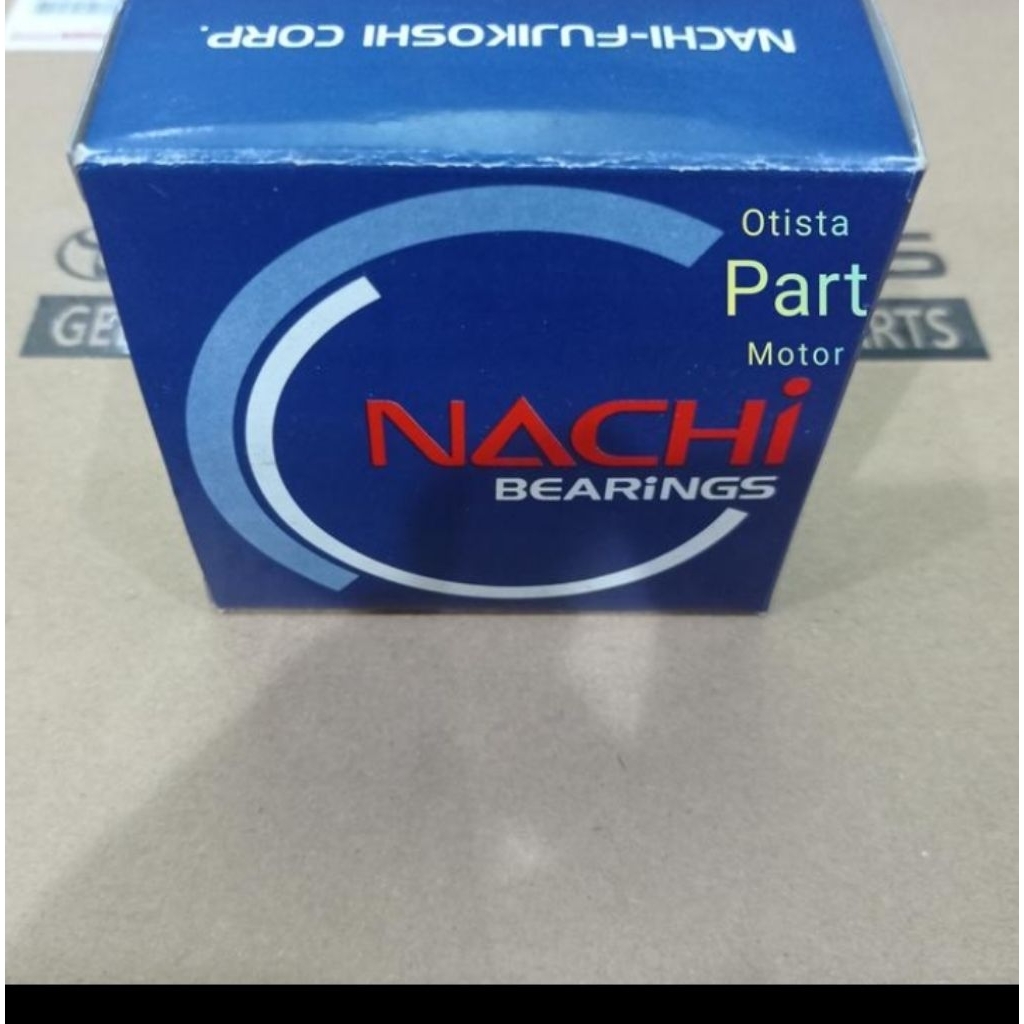 NACHI-FUJIKOSHI CORP.
Otista
Part
Motor
NACHi
BEARiNGS